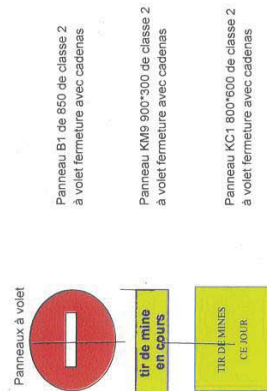 Panneaux à volet
Panneau B1 de 850 de classe 2
à volet fermeture avec cadenas
tir de mine
en cours
Panneau KM9 900*300 de classe 2
à volet fermeture avec cadenas
TIR DE MINES
CE JOUR
Panneau KC1 800*600 de classe 2
à volet fermeture avec cadenas